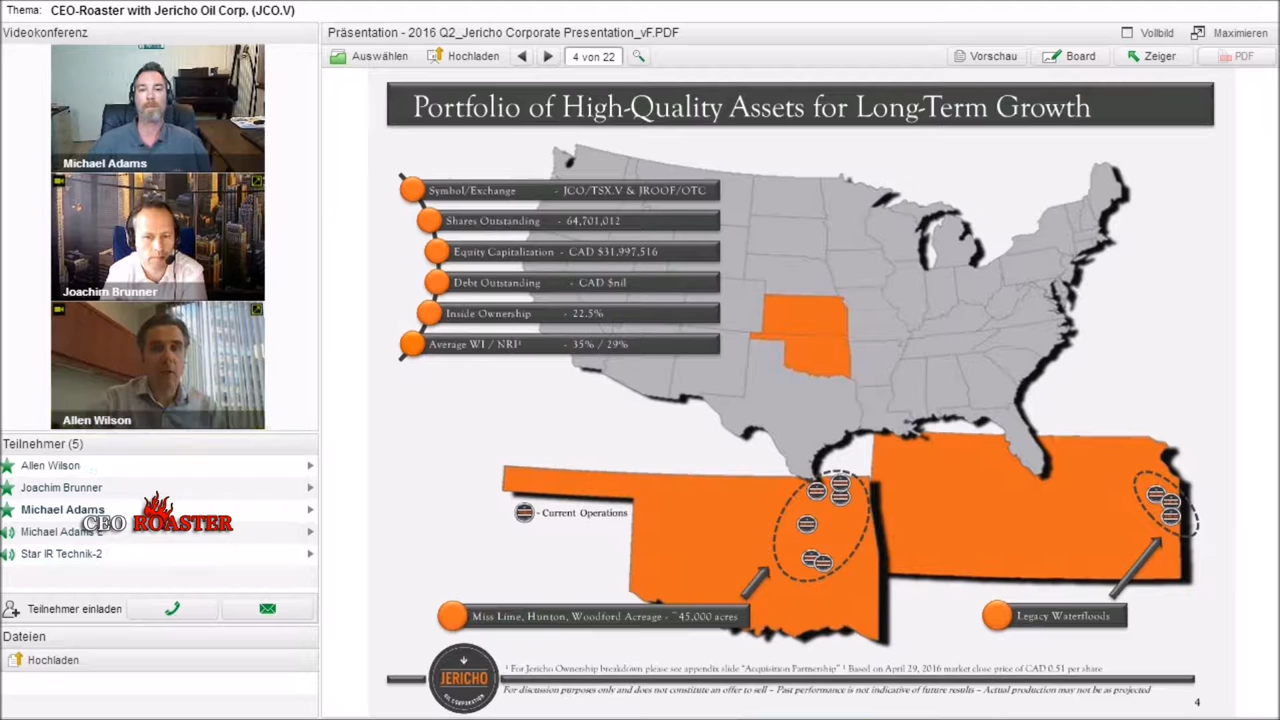 Thema: CEO-Roaster with Jericho Oil Corp. (JCO.V)
Videokonferenz
Michael Adams
Joachim Brunner
Allen Wilson
Teilnehmer (5)
Allen Wilson
Joachim Brunner
Michael Adams
Michael Adams
Star IR Technik-2
CEO ROASTER
Teilnehmer einladen
Dateien
Hochladen
Präsentation - 2016 Q2_Jericho Corporate Presentation_vF.PDF
Vollbild Maximieren
Auswählen Hochladen 4 von 22 Vorschau Board Zeiger PDF
Portfolio of High-Quality Assets for Long-Term Growth
Symbol/Exchange - JCO/TSX.V & JROOF/OTC
Shares Outstanding - 64,701,012
Equity Capitalization - CAD $31,997,516
Debt Outstanding - CAD $nil
Inside Ownership - 22.5%
Average WI / NRI¹ - 35% / 29%
- Current Operations
Miss Lime, Hunton, Woodford Acreage - ~45,000 acres
Legacy Waterfloods
JERICHO
OIL CORPORATION
¹ For Jericho Ownership breakdown please see appendix slide "Acquisition Partnership" ¹ Based on April 29, 2016 market close price of CAD 0.51 per share
For discussion purposes only and does not constitute an offer to sell – Past performance is not indicative of future results – Actual production may not be as projected
4